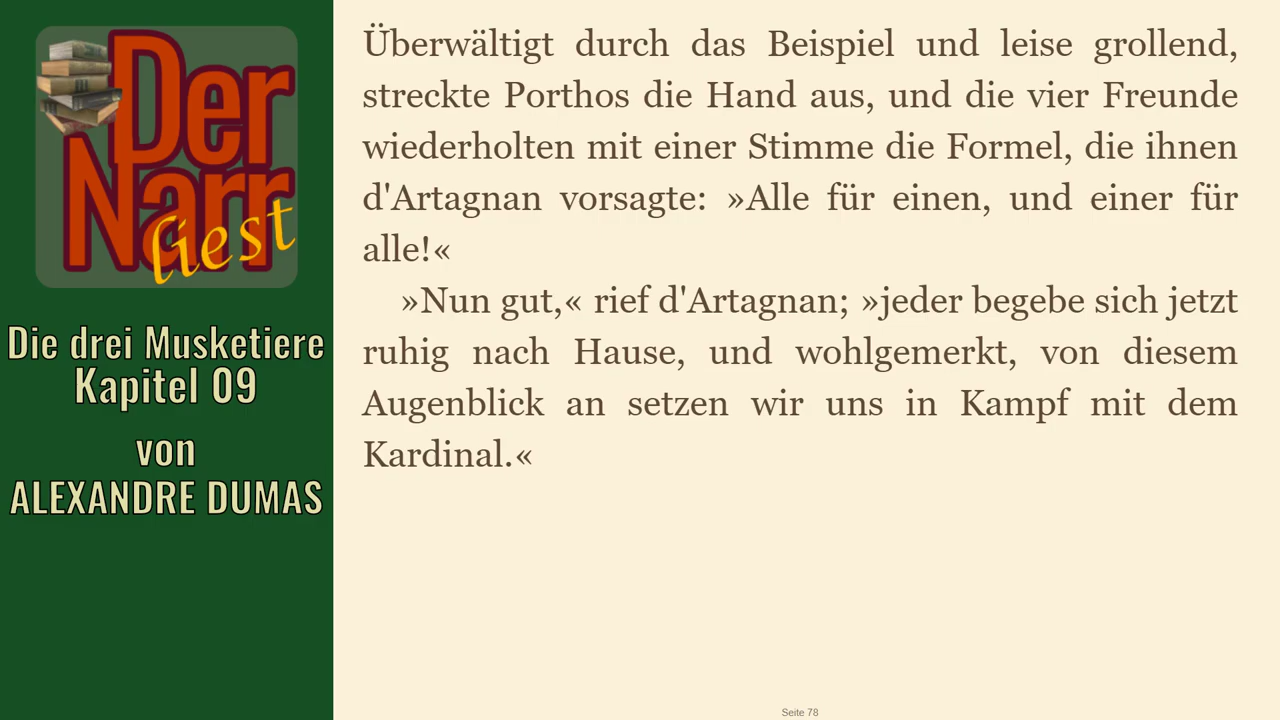 Der
Narr
liest
Die drei Musketiere
Kapitel 09
von
ALEXANDRE DUMAS
Überwältigt durch das Beispiel und leise grollend,
streckte Porthos die Hand aus, und die vier Freunde
wiederholten mit einer Stimme die Formel, die ihnen
d'Artagnan vorsagte: »Alle für einen, und einer für
alle!«
»Nun gut,« rief d'Artagnan; »jeder begebe sich jetzt
ruhig nach Hause, und wohlgemerkt, von diesem
Augenblick an setzen wir uns in Kampf mit dem
Kardinal.«
Seite 78